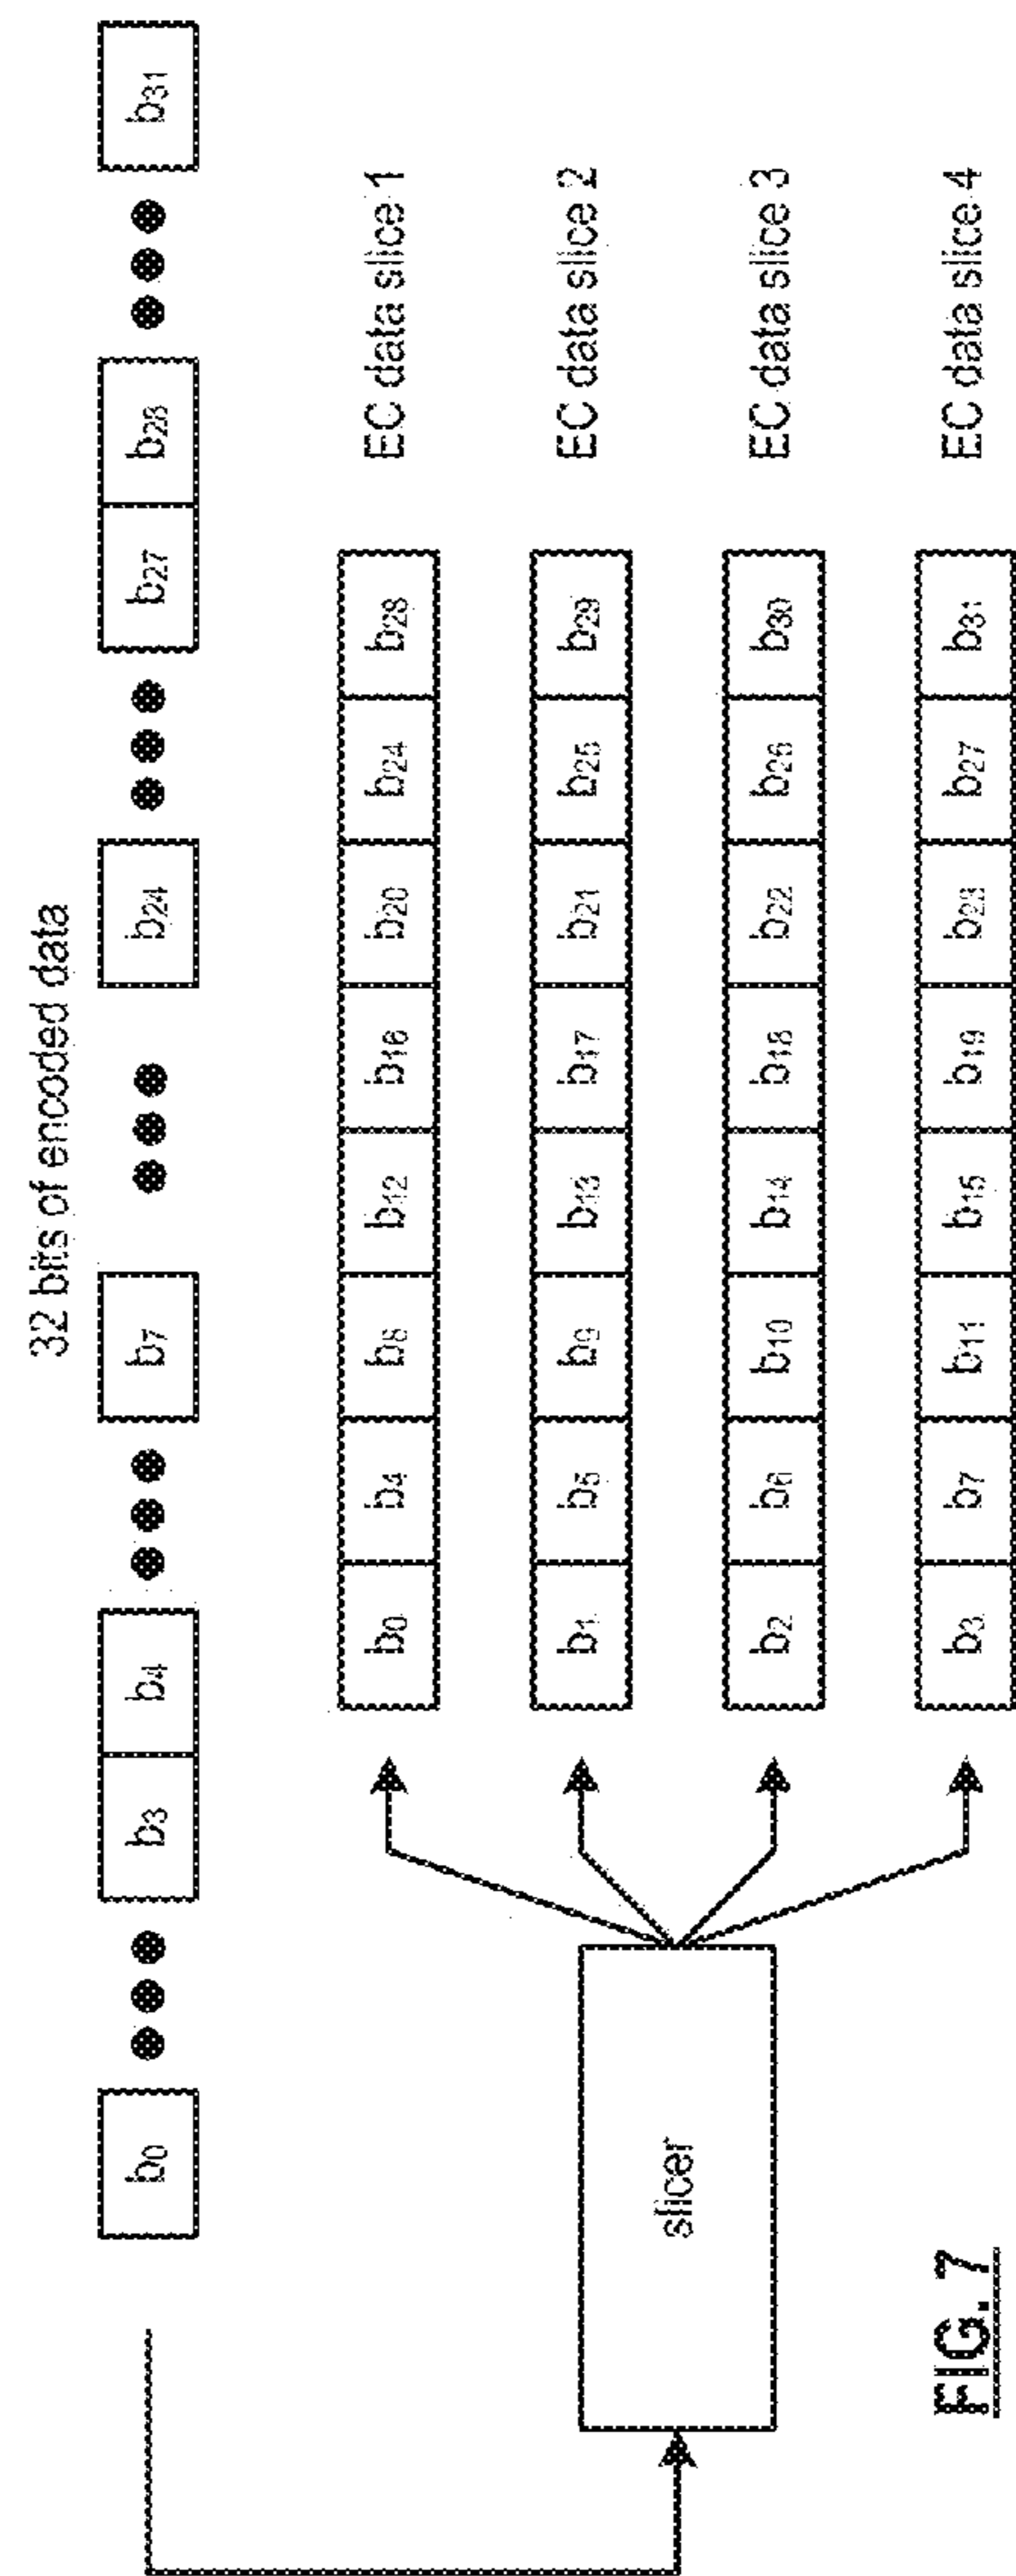 32 bits of encoded data
b0 ••• b3 b4 ••• b7 ••• b24 ••• b27 b28 ••• b31
slicer
b0 b4 b8 b12 b16 b20 b24 b28 EC data slice 1
b1 b5 b9 b13 b17 b21 b25 b29 EC data slice 2
b2 b6 b10 b14 b18 b22 b26 b30 EC data slice 3
b3 b7 b11 b15 b19 b23 b27 b31 EC data slice 4
FIG. 7